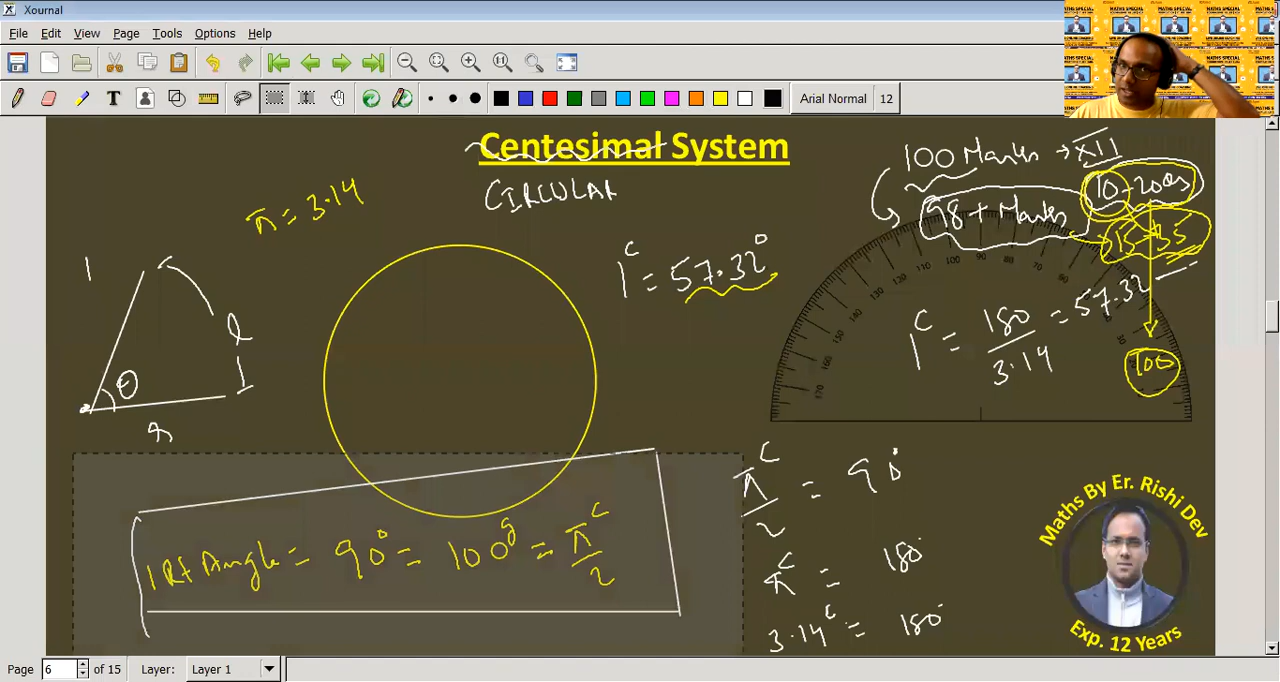 Xournal
File Edit View Page Tools Options Help
Arial Normal 12
Centesimal System
CIRCULAR
π = 3.14
100 Marks → XII
98 + Marks
10-20Qs
15-35
100
1ᶜ = 57.32°
1ᶜ = 180/3.14 = 57.32
l
θ
r
πᶜ/2 = 90°
πᶜ = 180°
3.14ᶜ = 180°
1 Rt Angle = 90° = 100ᵍ = πᶜ/2
Maths By Er. Rishi Dev
Exp. 12 Years
Page 6 of 15 Layer: Layer 1